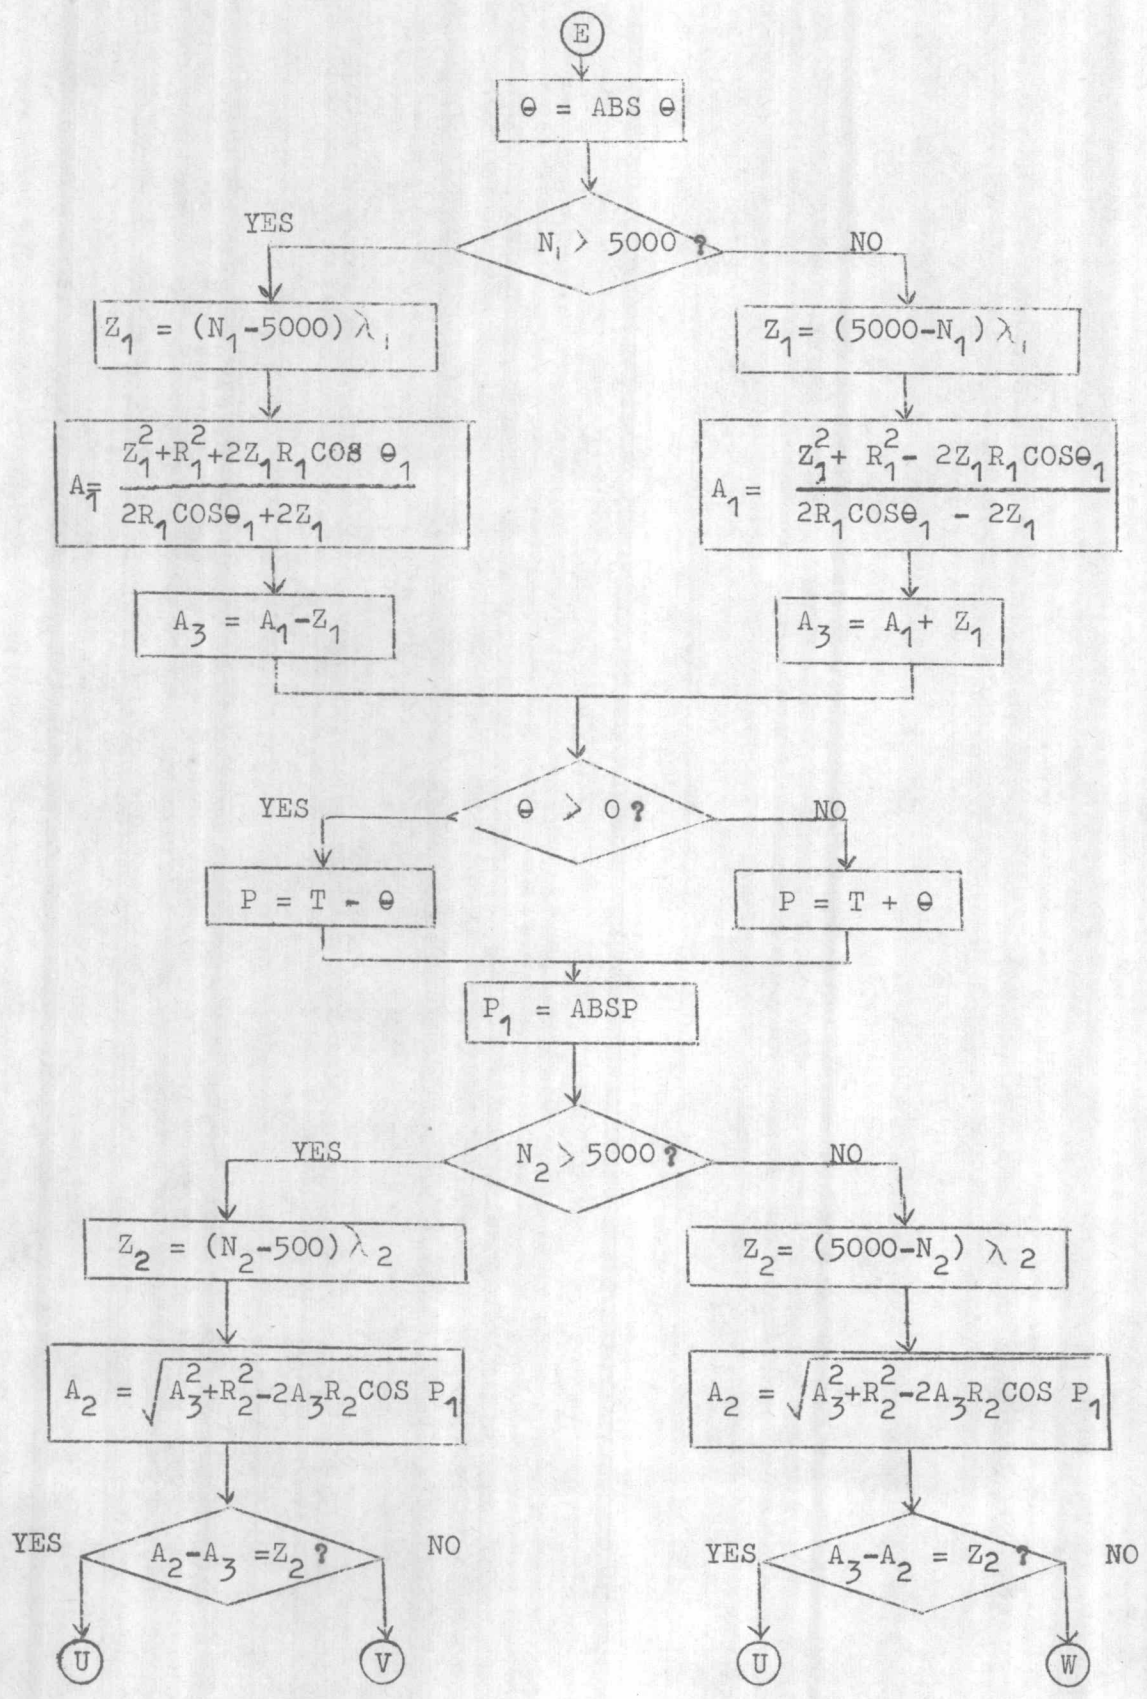 E
θ = ABS θ
N₁ > 5000 ?
YES
NO
Z₁ = (N₁-5000) λ₁
Z₁= (5000-N₁) λ₁
A₁= (Z₁²+R₁²+2Z₁R₁COS θ₁)/(2R₁COSθ₁+2Z₁)
A₁= (Z₁²+ R₁²- 2Z₁R₁COSθ₁)/(2R₁COSθ₁ - 2Z₁)
A₃ = A₁-Z₁
A₃ = A₁+ Z₁
θ > 0 ?
YES
NO
P = T - θ
P = T + θ
P₁ = ABSP
N₂ > 5000 ?
YES
NO
Z₂ = (N₂-500) λ₂
Z₂= (5000-N₂) λ₂
A₂ = √A₃²+R₂²-2A₃R₂COS P₁
A₂ = √A₃²+R₂²-2A₃R₂COS P₁
YES
A₂-A₃ =Z₂ ?
NO
YES
A₃-A₂ = Z₂ ?
NO
U
V
U
W